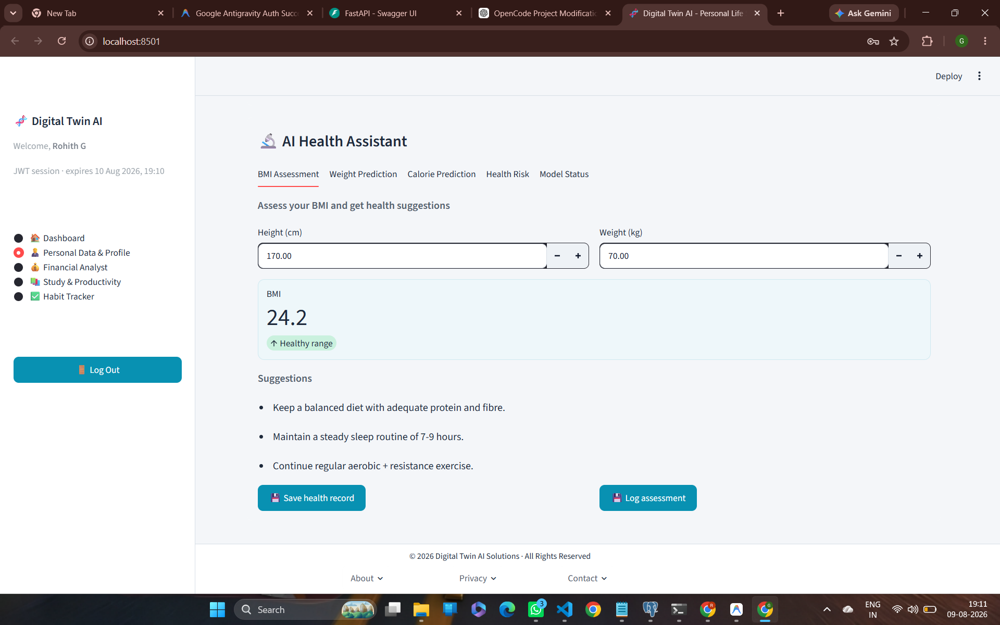 New Tab
Google Antigravity Auth Succ
FastAPI - Swagger UI
OpenCode Project Modificatio
Digital Twin AI - Personal Life
Ask Gemini
localhost:8501
G
Deploy
Digital Twin AI
Welcome, Rohith G
JWT session · expires 10 Aug 2026, 19:10
Dashboard
Personal Data & Profile
Financial Analyst
Study & Productivity
Habit Tracker
Log Out
AI Health Assistant
BMI Assessment
Weight Prediction
Calorie Prediction
Health Risk
Model Status
Assess your BMI and get health suggestions
Height (cm)
Weight (kg)
170.00
70.00
BMI
24.2
↑ Healthy range
Suggestions
• Keep a balanced diet with adequate protein and fibre.
• Maintain a steady sleep routine of 7-9 hours.
• Continue regular aerobic + resistance exercise.
Save health record
Log assessment
© 2026 Digital Twin AI Solutions · All Rights Reserved
About
Privacy
Contact
Search
3
R
G
ENG
IN
19:11
09-08-2026